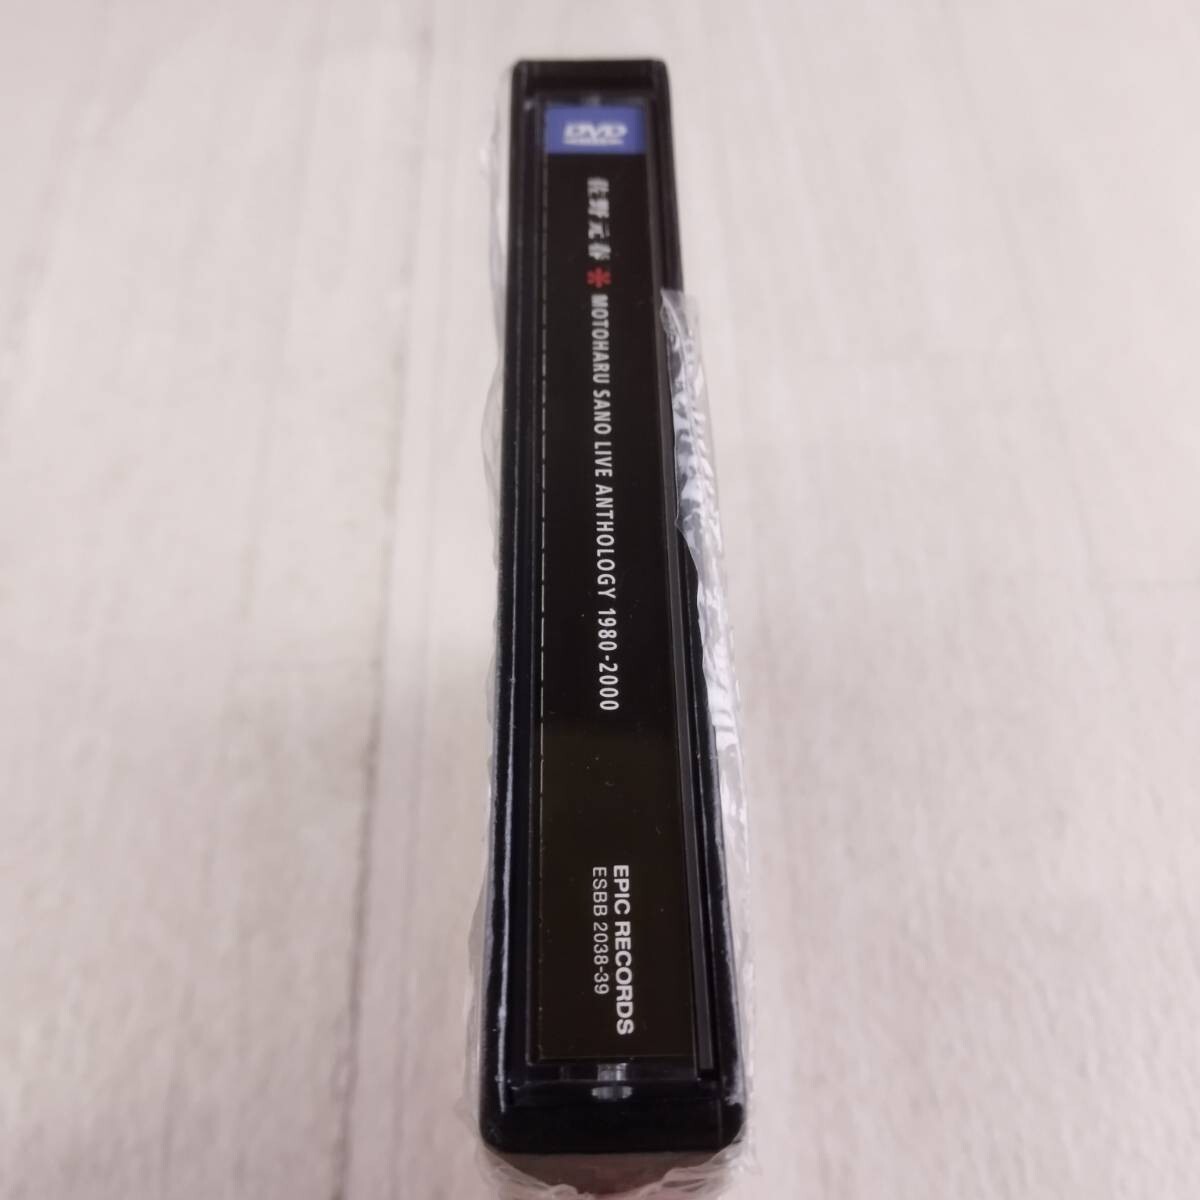 DVD
佐野元春 * MOTOHARU SANO LIVE ANTHOLOGY 1980-2000
EPIC RECORDS
ESBB 2038-39